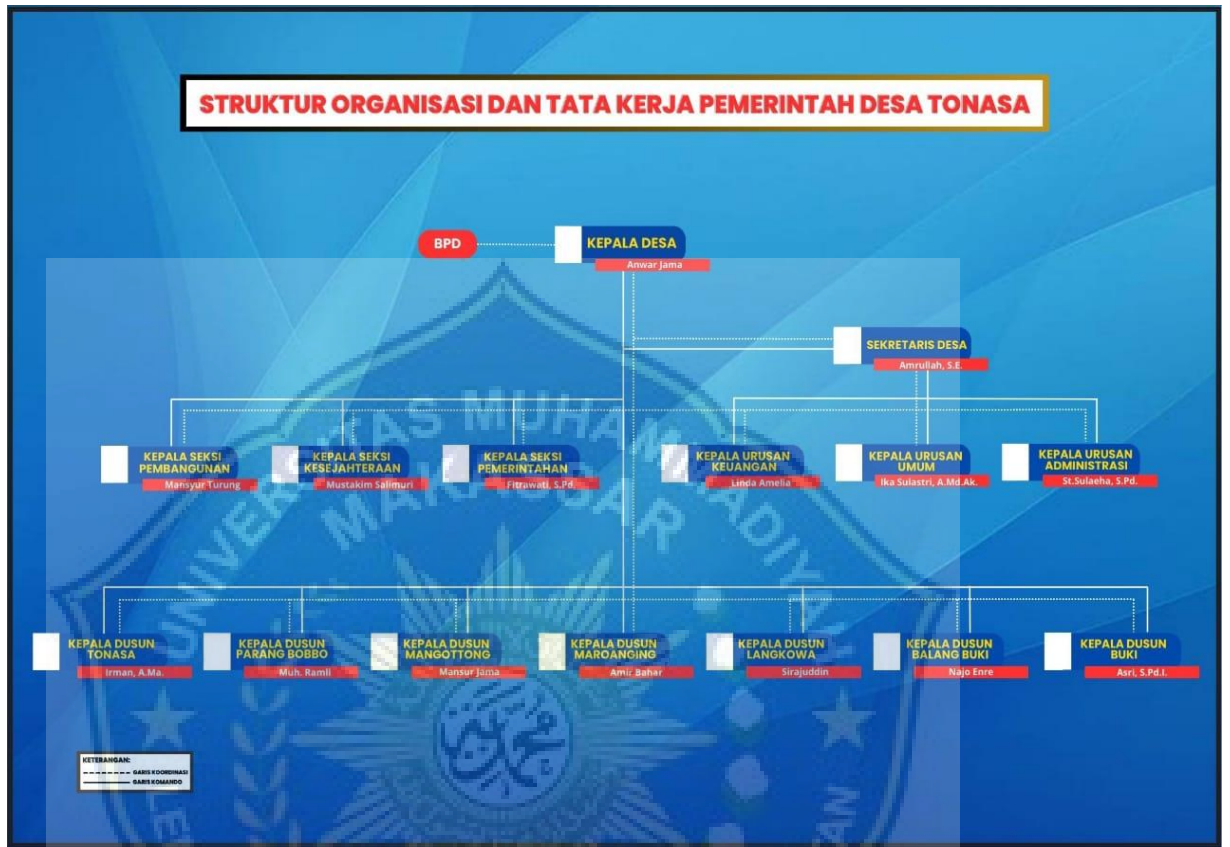 STRUKTUR ORGANISASI DAN TATA KERJA PEMERINTAH DESA TONASA
BPD
KEPALA DESA
Anwar Jama
SEKRETARIS DESA
Amrullah, S.E.
KEPALA SEKSI
PEMBANGUNAN
Mansyur Turung
KEPALA SEKSI
KESEJAHTERAAN
Mustakim Salimuri
KEPALA SEKSI
PEMERINTAHAN
Fitrawati, S.Pd.
KEPALA URUSAN
KEUANGAN
Linda Amelia
KEPALA URUSAN
UMUM
Ika Sulastri, A.Md.Ak.
KEPALA URUSAN
ADMINISTRASI
St.Sulaeha, S.Pd.
KEPALA DUSUN
TONASA
Irman, A.Ma.
KEPALA DUSUN
PARANG BOBBO
Muh. Ramli
KEPALA DUSUN
MANGOTTONG
Mansur Jama
KEPALA DUSUN
MAROANGING
Amir Bahar
KEPALA DUSUN
LANGKOWA
Sirajuddin
KEPALA DUSUN
BALANG BUKI
Najo Enre
KEPALA DUSUN
BUKI
Asri, S.Pd.I.
KETERANGAN:
GARIS KOORDINASI
GARIS KOMANDO
UNIVERSITAS MUHAMMADIYAH
MAKASSAR